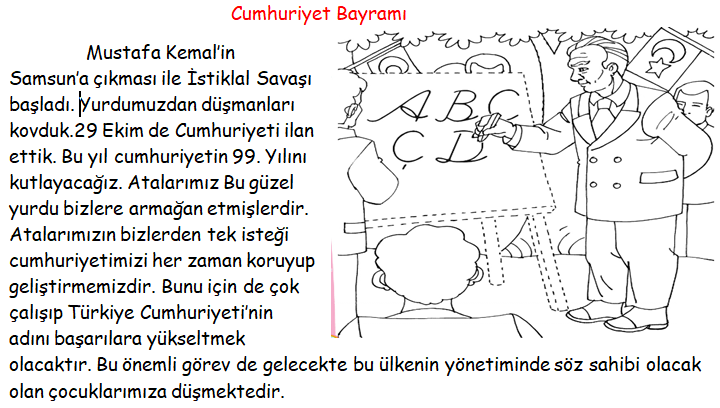 Cumhuriyet Bayramı
Mustafa Kemal'in
Samsun'a çıkması ile İstiklal Savaşı
başladı. Yurdumuzdan düşmanları
kovduk.29 Ekim de Cumhuriyeti ilan
ettik. Bu yıl cumhuriyetin 99. Yılını
kutlayacağız. Atalarımız Bu güzel
yurdu bizlere armağan etmişlerdir.
Atalarımızın bizlerden tek isteği
cumhuriyetimizi her zaman koruyup
geliştirmemizdir. Bunu için de çok
çalışıp Türkiye Cumhuriyeti'nin
adını başarılara yükseltmek
olacaktır. Bu önemli görev de gelecekte bu ülkenin yönetiminde söz sahibi olacak
olan çocuklarımıza düşmektedir.
A B C
Ç D